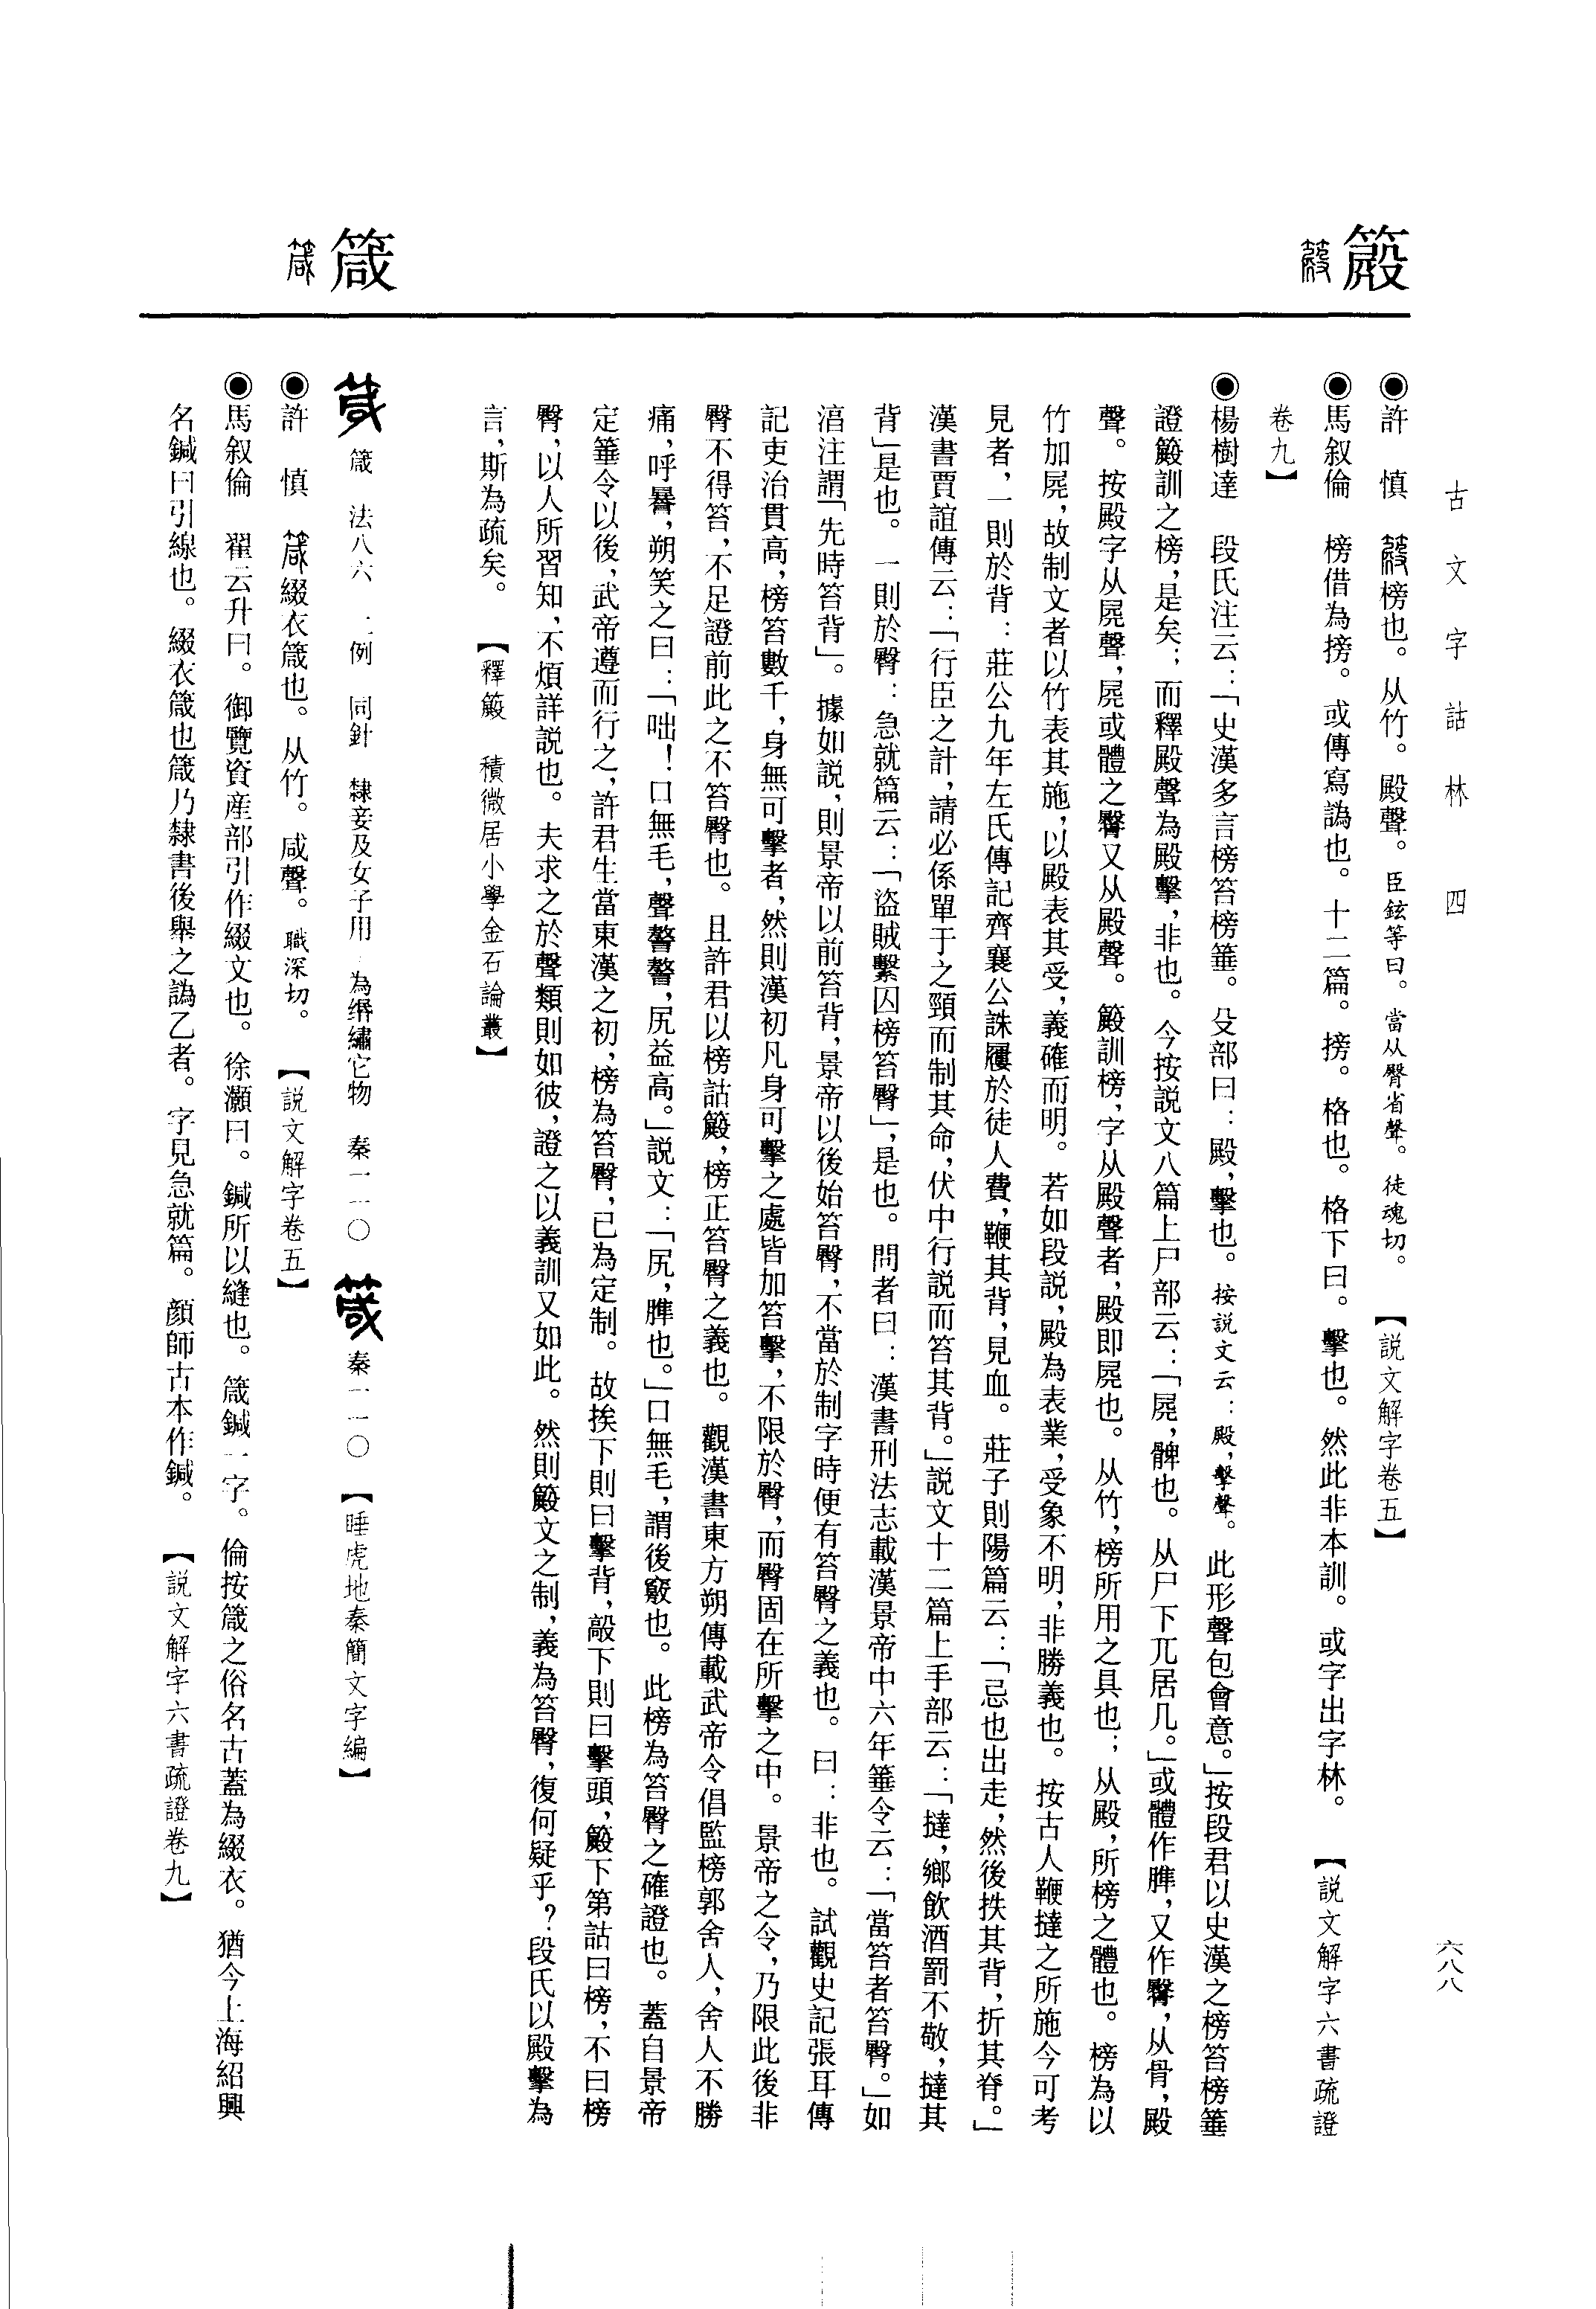 古文字詁林 四
六八八
簸
箴
◉許 慎 榜也。从竹。殿聲。臣鉉等曰。當从臀省聲。徒魂切。 【説文解字卷五】
◉馬叙倫 榜借為搒。或傳寫譌也。十二篇。搒。格也。格下曰。擊也。然此非本訓。或字出字林。 【説文解字六書疏證
卷九】
◉楊樹達 段氏注云:「史漢多言榜笞榜箠。殳部曰:殿,擊也。按説文云:殿,擊聲。此形聲包會意。」按段君以史漢之榜笞榜箠
證䈛訓之榜,是矣;而釋殿聲為殿擊,非也。今按説文八篇上尸部云:「㞘,髀也。从尸下丌居几。」或體作脽,又作臋,从骨,殿
聲。按殿字从㞘聲,㞘或體之臋又从殿聲。䈛訓榜,字从殿聲者,殿即㞘也。从竹,榜所用之具也;从殿,所榜之體也。榜為以
竹加㞘,故制文者以竹表其施,以殿表其受,義確而明。若如段説,殿為表業,受象不明,非勝義也。按古人鞭撻之所施今可考
見者,一則於背:莊公九年左氏傳記齊襄公誅屨於徒人費,鞭其背,見血。莊子則陽篇云:「忌也出走,然後抶其背,折其脊。」
漢書賈誼傳云:「行臣之計,請必係單于之頸而制其命,伏中行説而笞其背。」説文十二篇上手部云:「撻,鄉飲酒罰不敬,撻其
背」是也。一則於臀:急就篇云:「盜賊繫囚榜笞臀」,是也。問者曰:漢書刑法志載漢景帝中六年箠令云:「當笞者笞臀。」如
湻注謂「先時笞背」。據如説,則景帝以前笞背,景帝以後始笞臀,不當於制字時便有笞臀之義也。曰:非也。試觀史記張耳傳
記吏治貫高,榜笞數千,身無可擊者,然則漢初凡身可擊之處皆加笞擊,不限於臀,而臀固在所擊之中。景帝之令,乃限此後非
臀不得笞,不足證前此之不笞臀也。且許君以榜詁䈛,榜正笞臀之義也。觀漢書東方朔傳載武帝令倡監榜郭舍人,舍人不勝
痛,呼謈,朔笑之曰:「咄!口無毛,聲謷謷,尻益高。」説文:「尻,脽也。」口無毛,謂後竅也。此榜為笞臀之確證也。蓋自景帝
定箠令以後,武帝遵而行之,許君生當東漢之初,榜為笞臀,已為定制。故挨下則曰擊背,敲下則曰擊頭,䈛下第詁曰榜,不曰榜
臀,以人所習知,不煩詳説也。夫求之於聲類則如彼,證之以義訓又如此。然則䈛文之制,義為笞臀,復何疑乎?段氏以殿擊為
言,斯為疏矣。 【釋䈛 積微居小學金石論叢】
箴 法八六 二例 同針 隸妾及女子用箴為緡繡它物 秦一一〇 秦一一〇 【睡虎地秦簡文字編】
◉許 慎 箴綴衣箴也。从竹。咸聲。職深切。 【説文解字卷五】
◉馬叙倫 翟云升曰。御覽資産部引作綴文也。徐灝曰。鍼所以縫也。箴鍼一字。倫按箴之俗名古蓋為綴衣。猶今上海紹興
名鍼曰引線也。綴衣箴也箴乃隸書後舉之譌乙者。字見急就篇。顔師古本作鍼。 【説文解字六書疏證卷九】